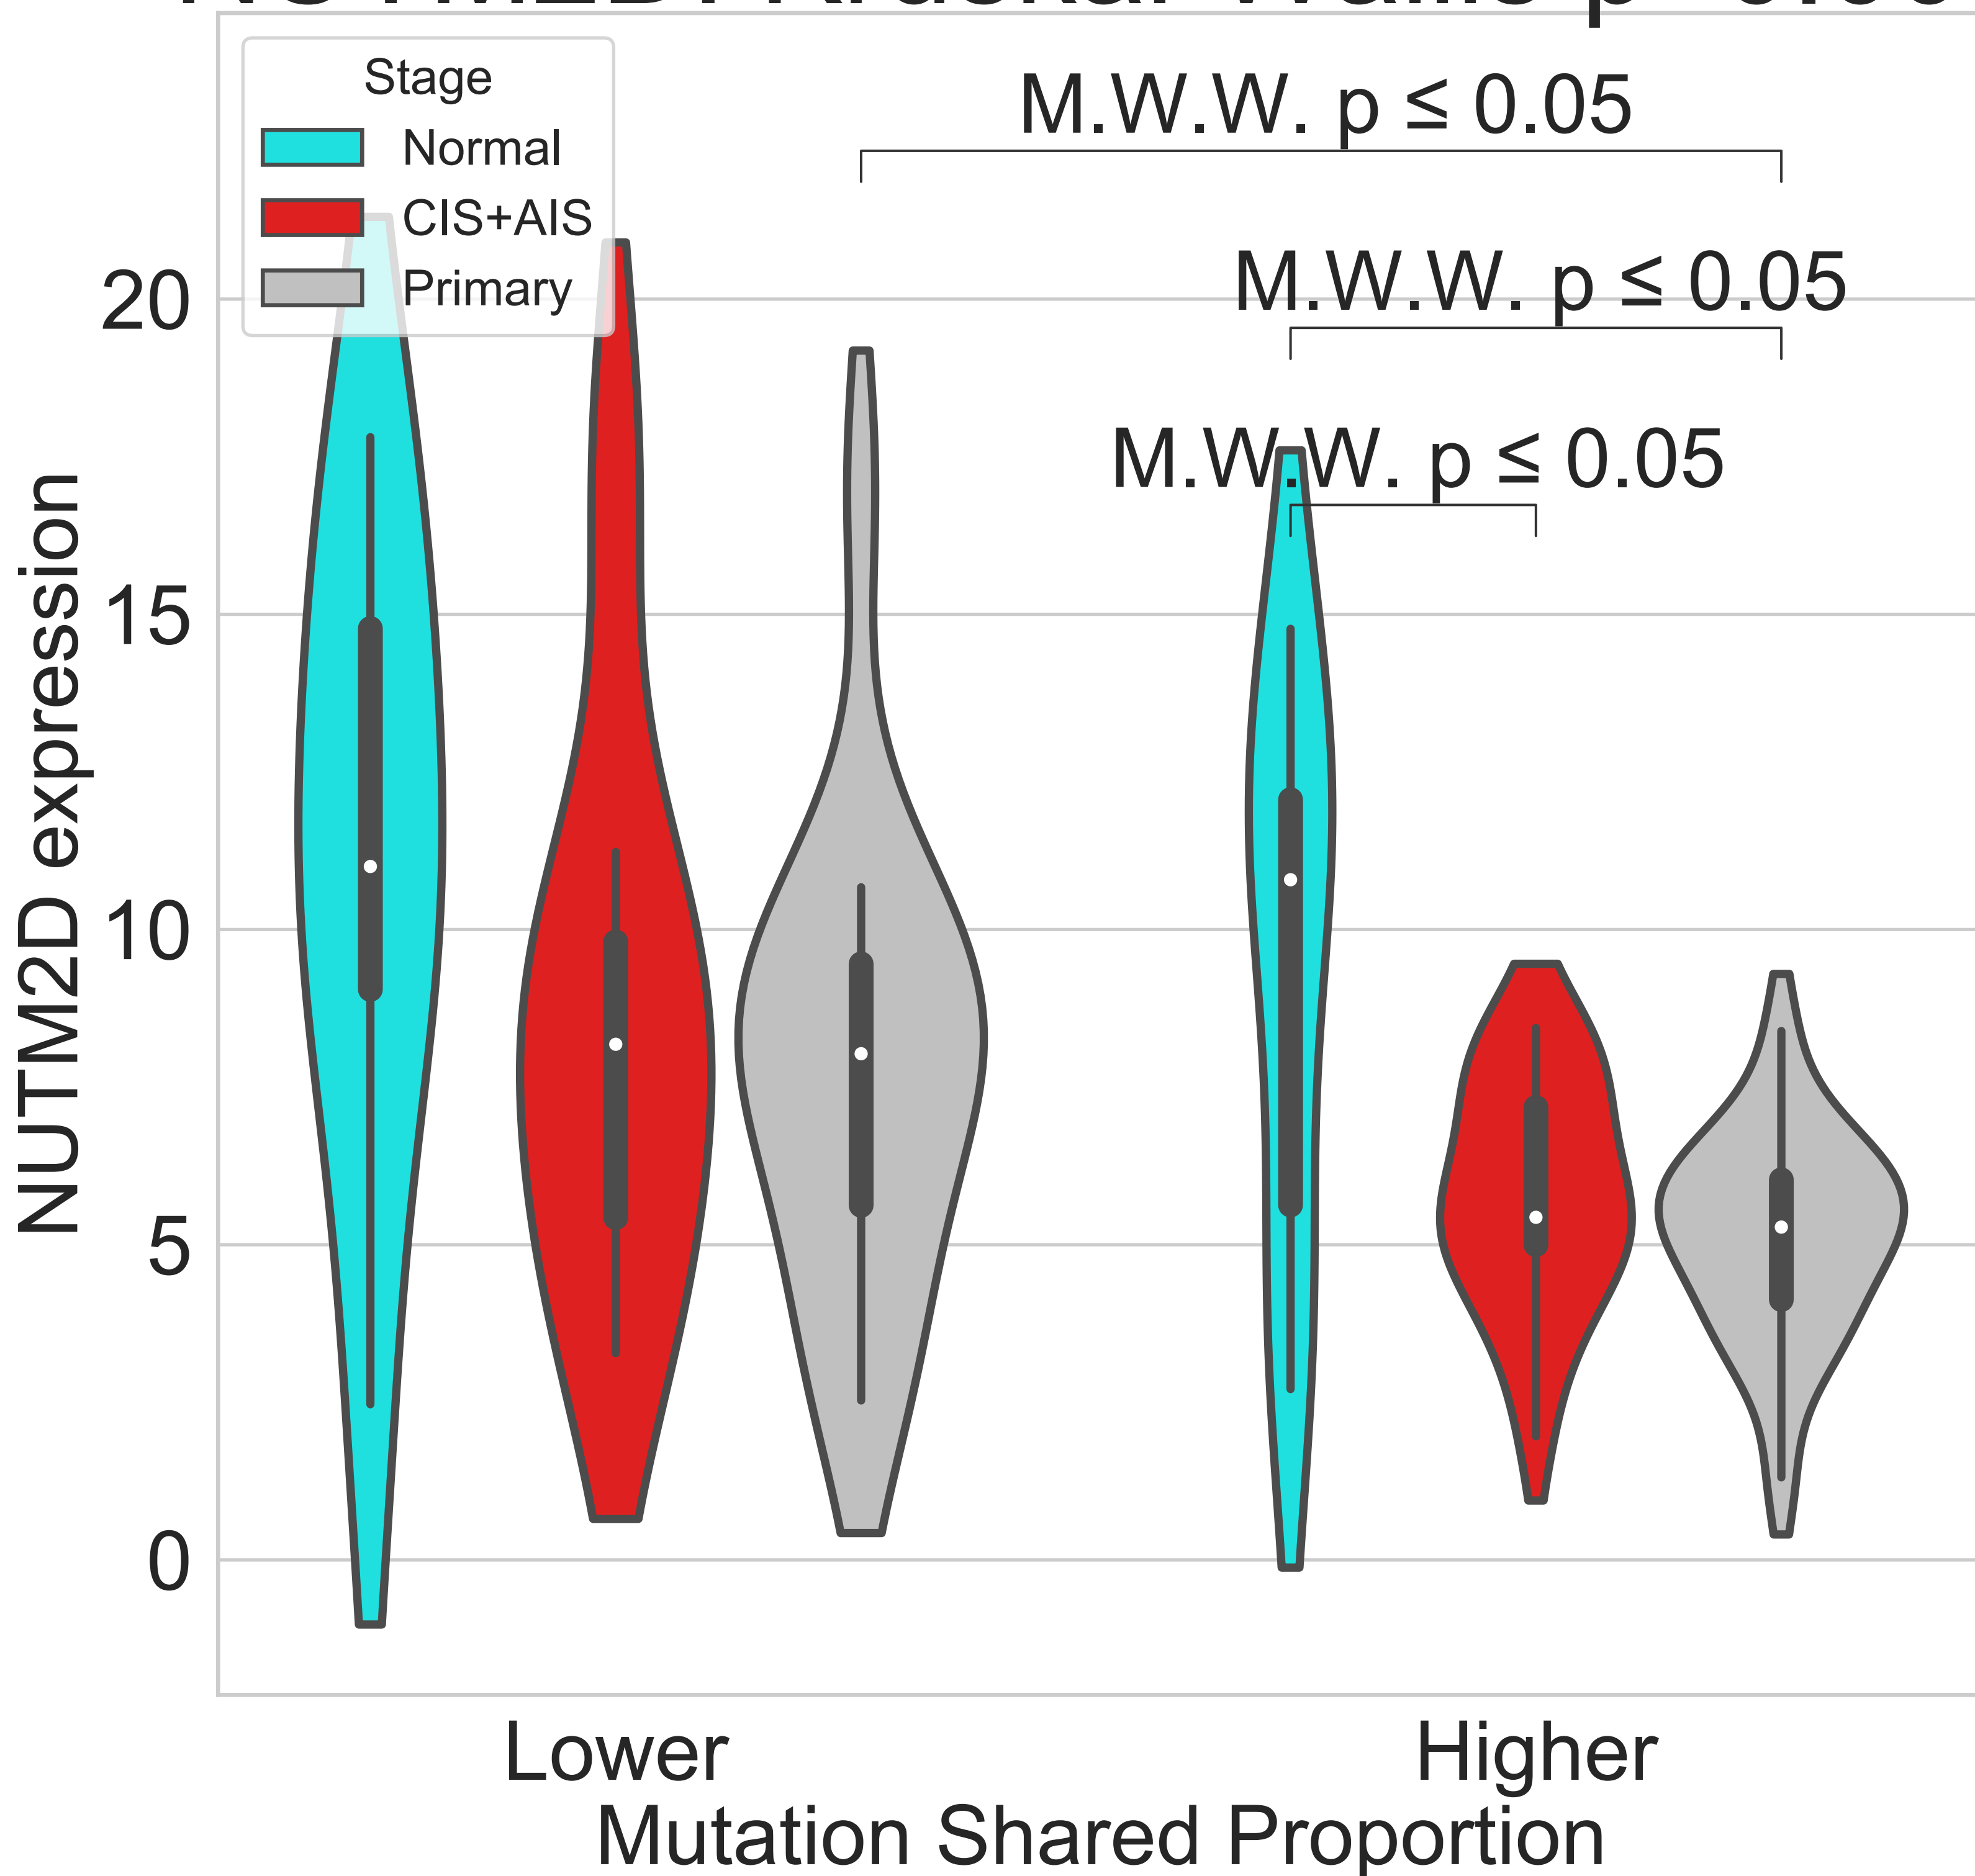 Stage
Normal
CIS+AIS
Primary
M.W.W. p ≤ 0.05
M.W.W. p ≤ 0.05
M.W.W. p ≤ 0.05
20
15
10
5
0
NUTM2D expression
Lower
Higher
Mutation Shared Proportion